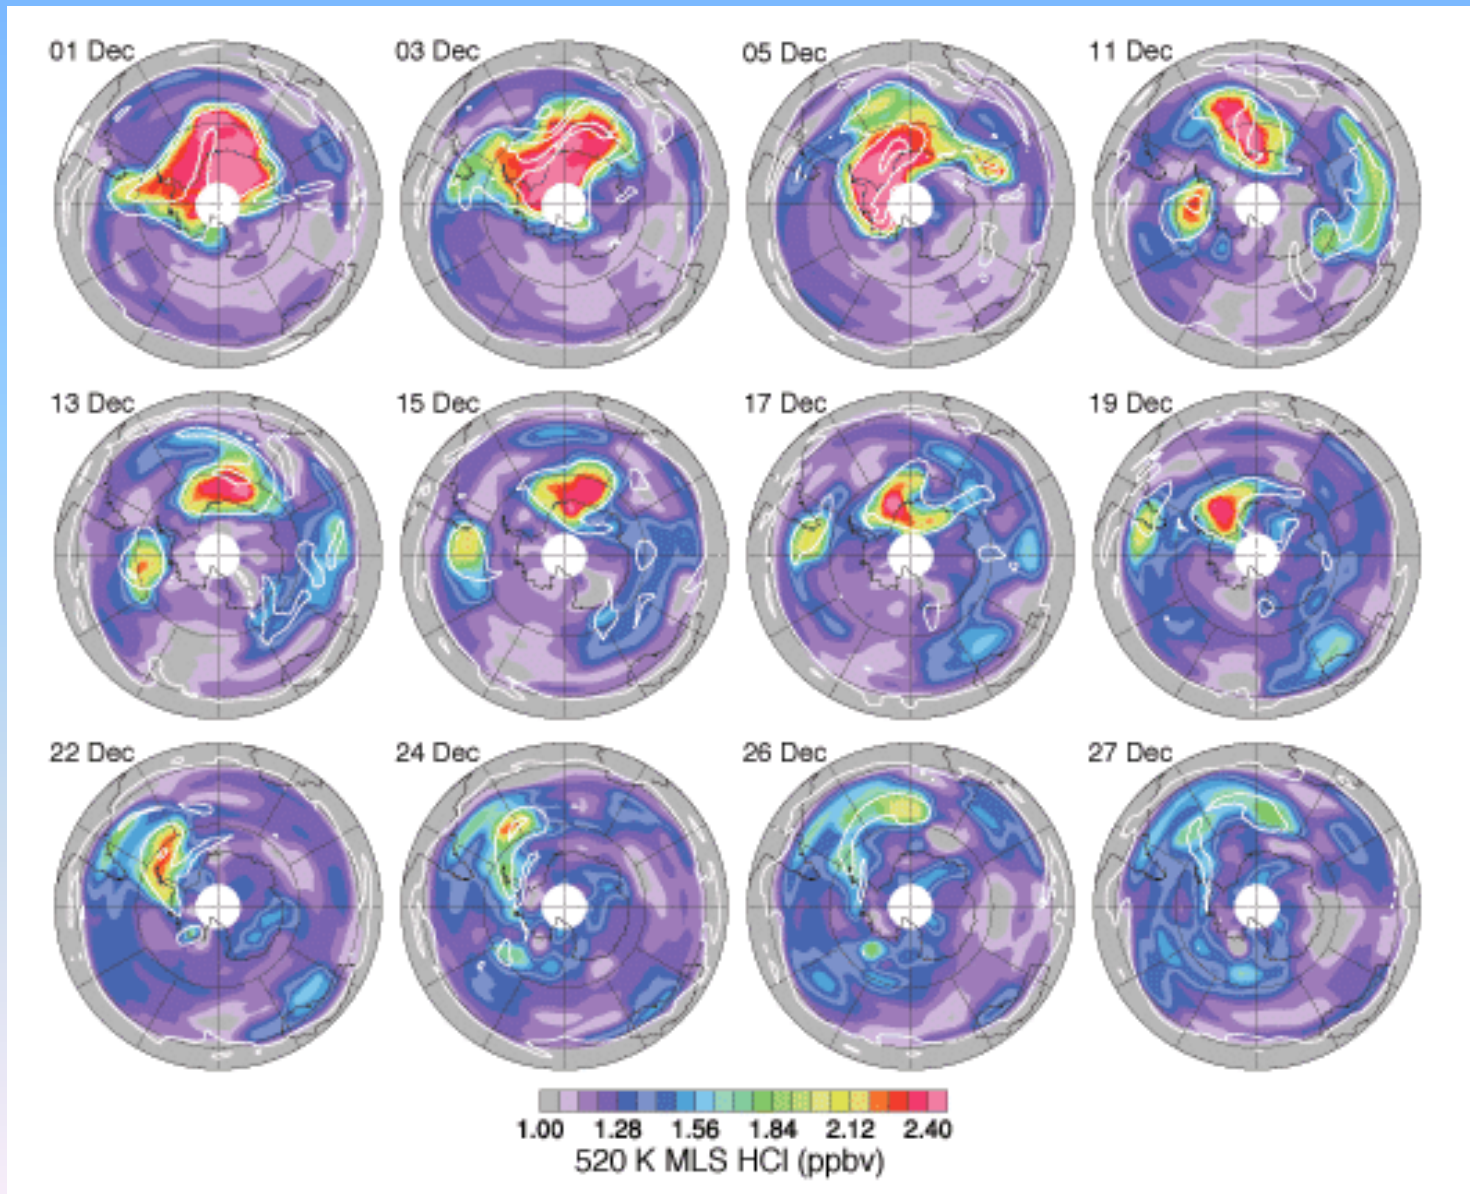 01 Dec
03 Dec
05 Dec
11 Dec
13 Dec
15 Dec
17 Dec
19 Dec
22 Dec
24 Dec
26 Dec
27 Dec
1.00 1.28 1.56 1.84 2.12 2.40
520 K MLS HCl (ppbv)